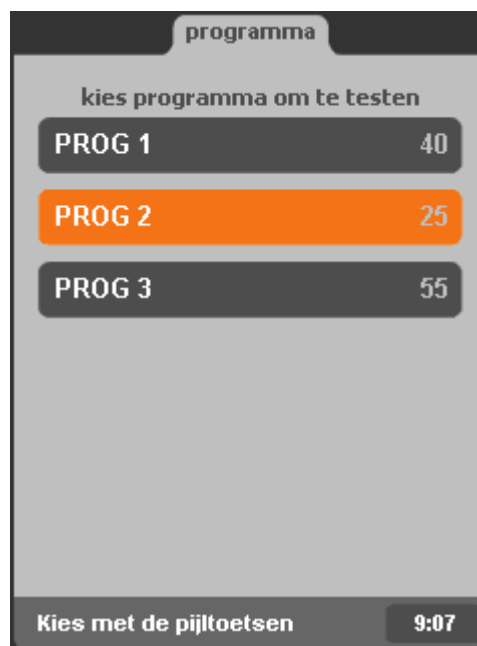 programma
kies programma om te testen
PROG 1 40
PROG 2 25
PROG 3 55
Kies met de pijltoetsen 9:07